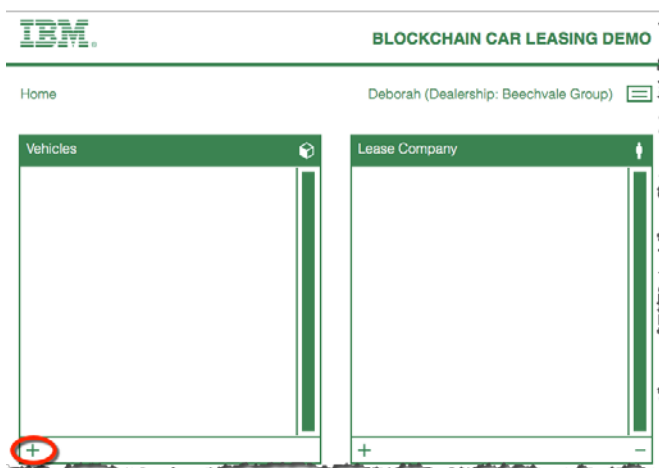 IBM®
BLOCKCHAIN CAR LEASING DEMO
Home
Deborah (Dealership: Beechvale Group)
Vehicles
Lease Company
+
+
−